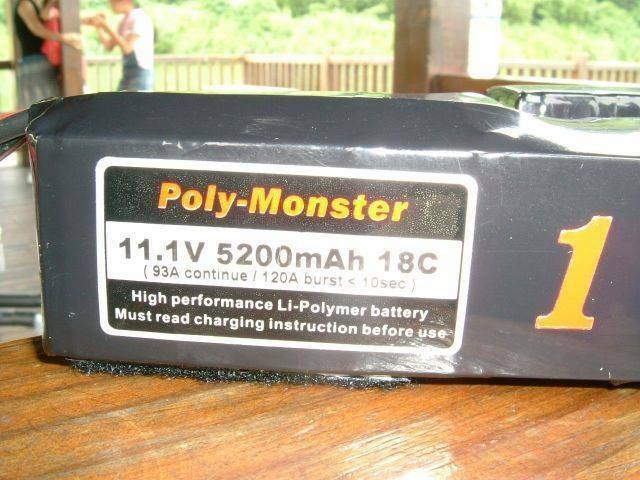 Poly-Monster
11.1V 5200mAh 18C
( 93A continue / 120A burst < 10sec )
High performance Li-Polymer battery
Must read charging instruction before use
1